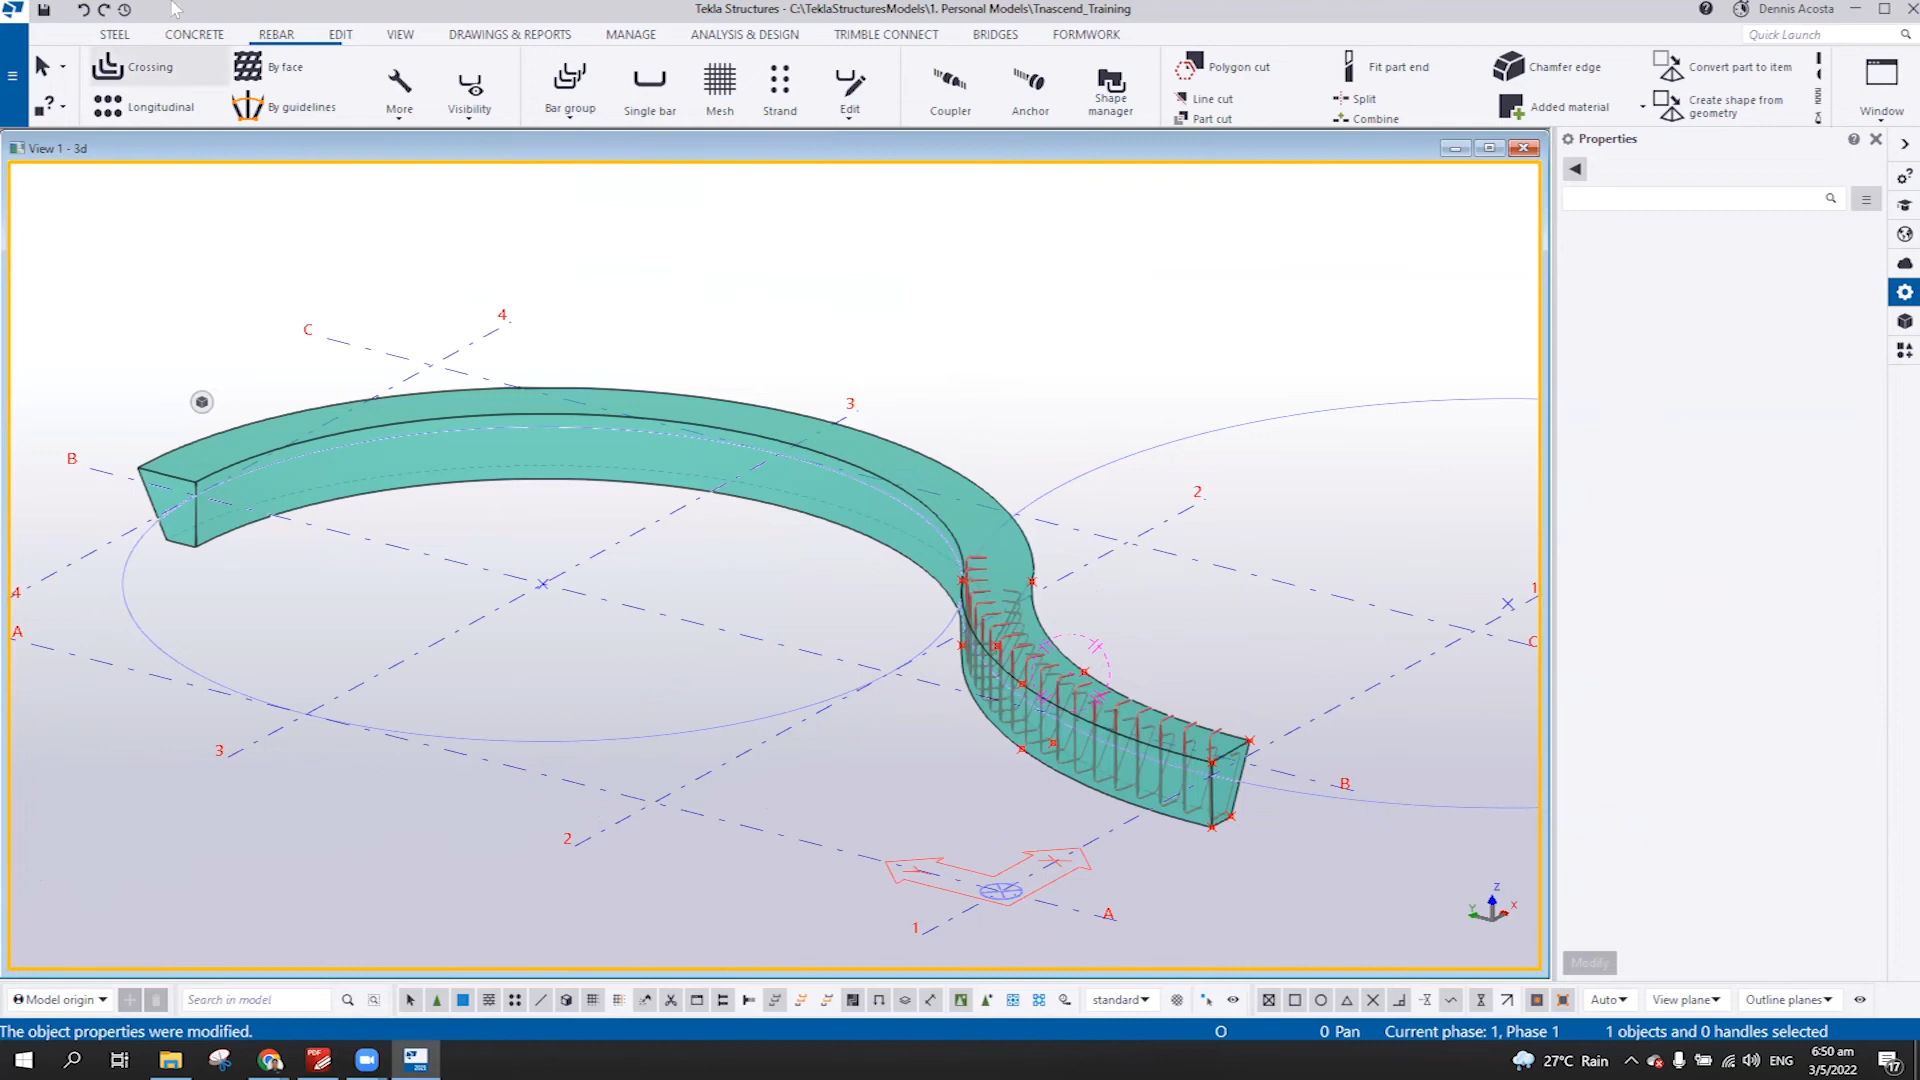 Tekla Structures - C:\TeklaStructuresModels\1. Personal Models\Tnascend_Training
Dennis Acosta
STEEL CONCRETE REBAR EDIT VIEW DRAWINGS & REPORTS MANAGE ANALYSIS & DESIGN TRIMBLE CONNECT BRIDGES FORMWORK
Quick Launch
Crossing
By face
Longitudinal
By guidelines
More
Visibility
Bar group
Single bar
Mesh
Strand
Edit
Coupler
Anchor
Shape
manager
Polygon cut
Line cut
Part cut
Fit part end
Split
Combine
Chamfer edge
Added material
Convert part to item
Create shape from
geometry
Window
View 1 - 3d
Properties
C
4
3
B
2
4
A
1
C
3
B
2
1
A
Z
Y
X
Modify
Model origin
Search in model
standard
Auto
View plane
Outline planes
The object properties were modified.
O
0 Pan
Current phase: 1, Phase 1
1 objects and 0 handles selected
PDF
27°C Rain
ENG
6:50 am
3/5/2022
17